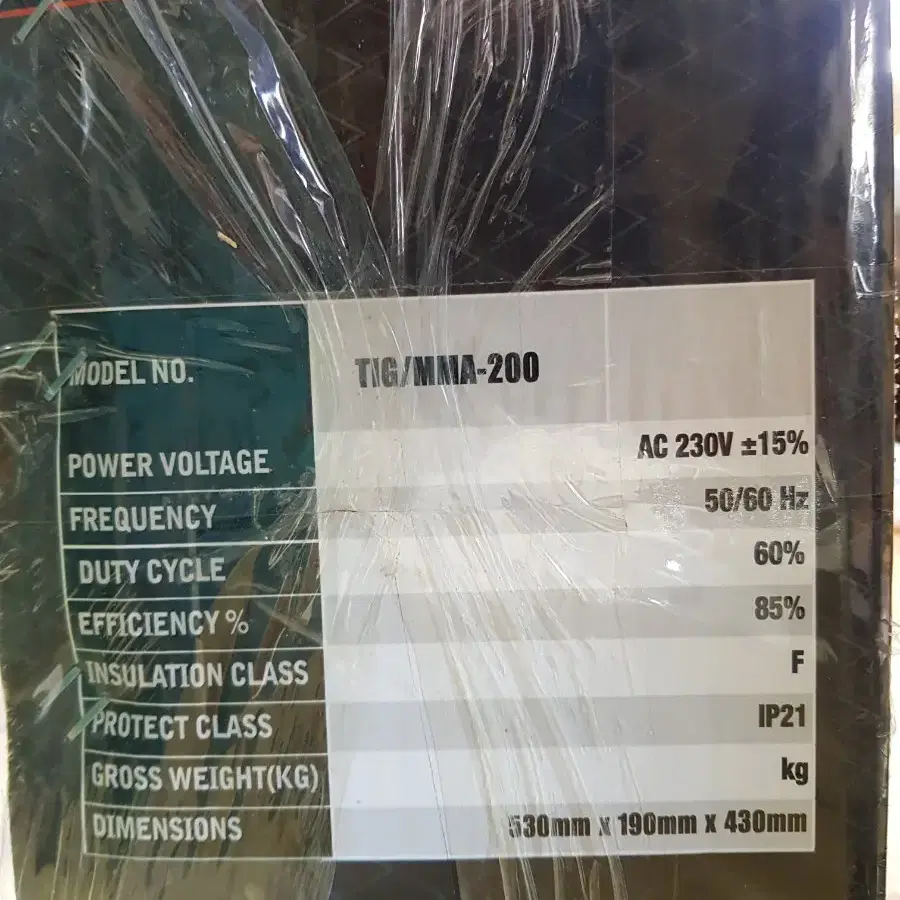 MODEL NO. TIG/MMA-200
POWER VOLTAGE AC 230V ±15%
FREQUENCY 50/60 Hz
DUTY CYCLE 60%
EFFICIENCY % 85%
INSULATION CLASS F
PROTECT CLASS IP21
GROSS WEIGHT(KG) kg
DIMENSIONS 530mm x 190mm x 430mm